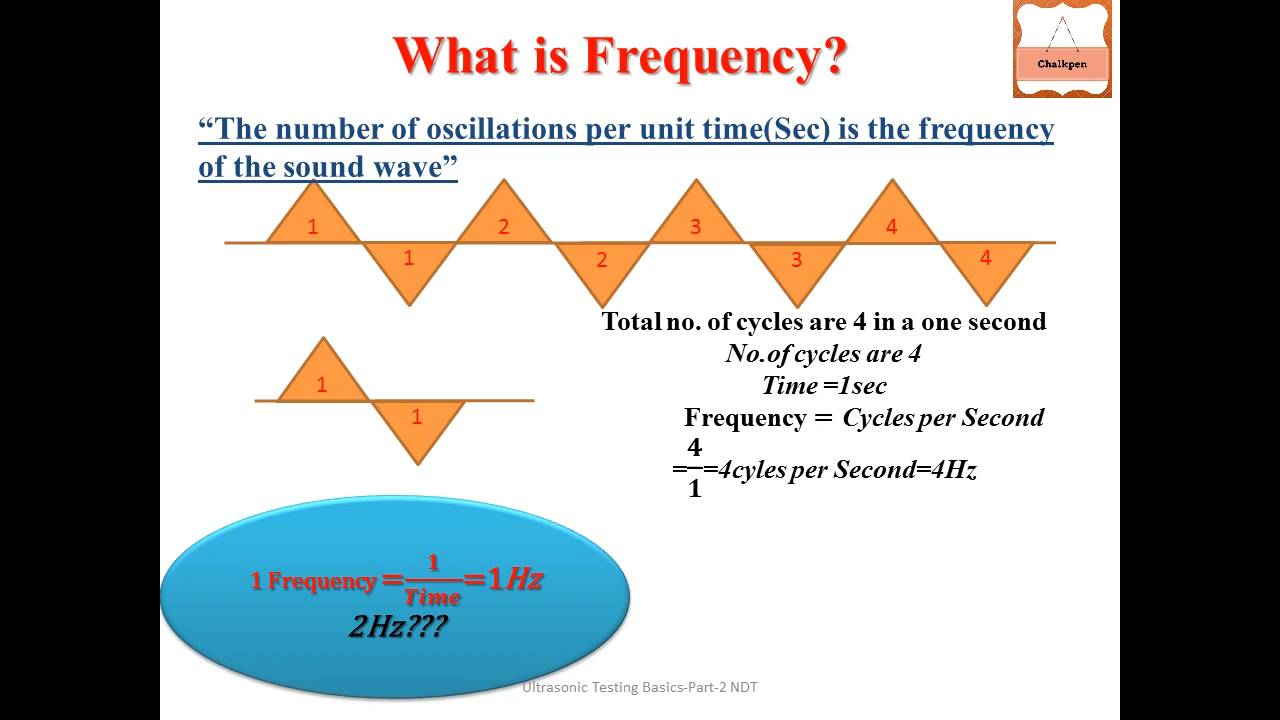 What is Frequency?
Chalkpen
“The number of oscillations per unit time(Sec) is the frequency
of the sound wave”
1 2 3 4
1 2 3 4
Total no. of cycles are 4 in a one second
No.of cycles are 4
Time =1sec
Frequency = Cycles per Second
=4/1=4cyles per Second=4Hz
1
1
1 Frequency =1/Time=1Hz
2Hz???
Ultrasonic Testing Basics-Part-2 NDT